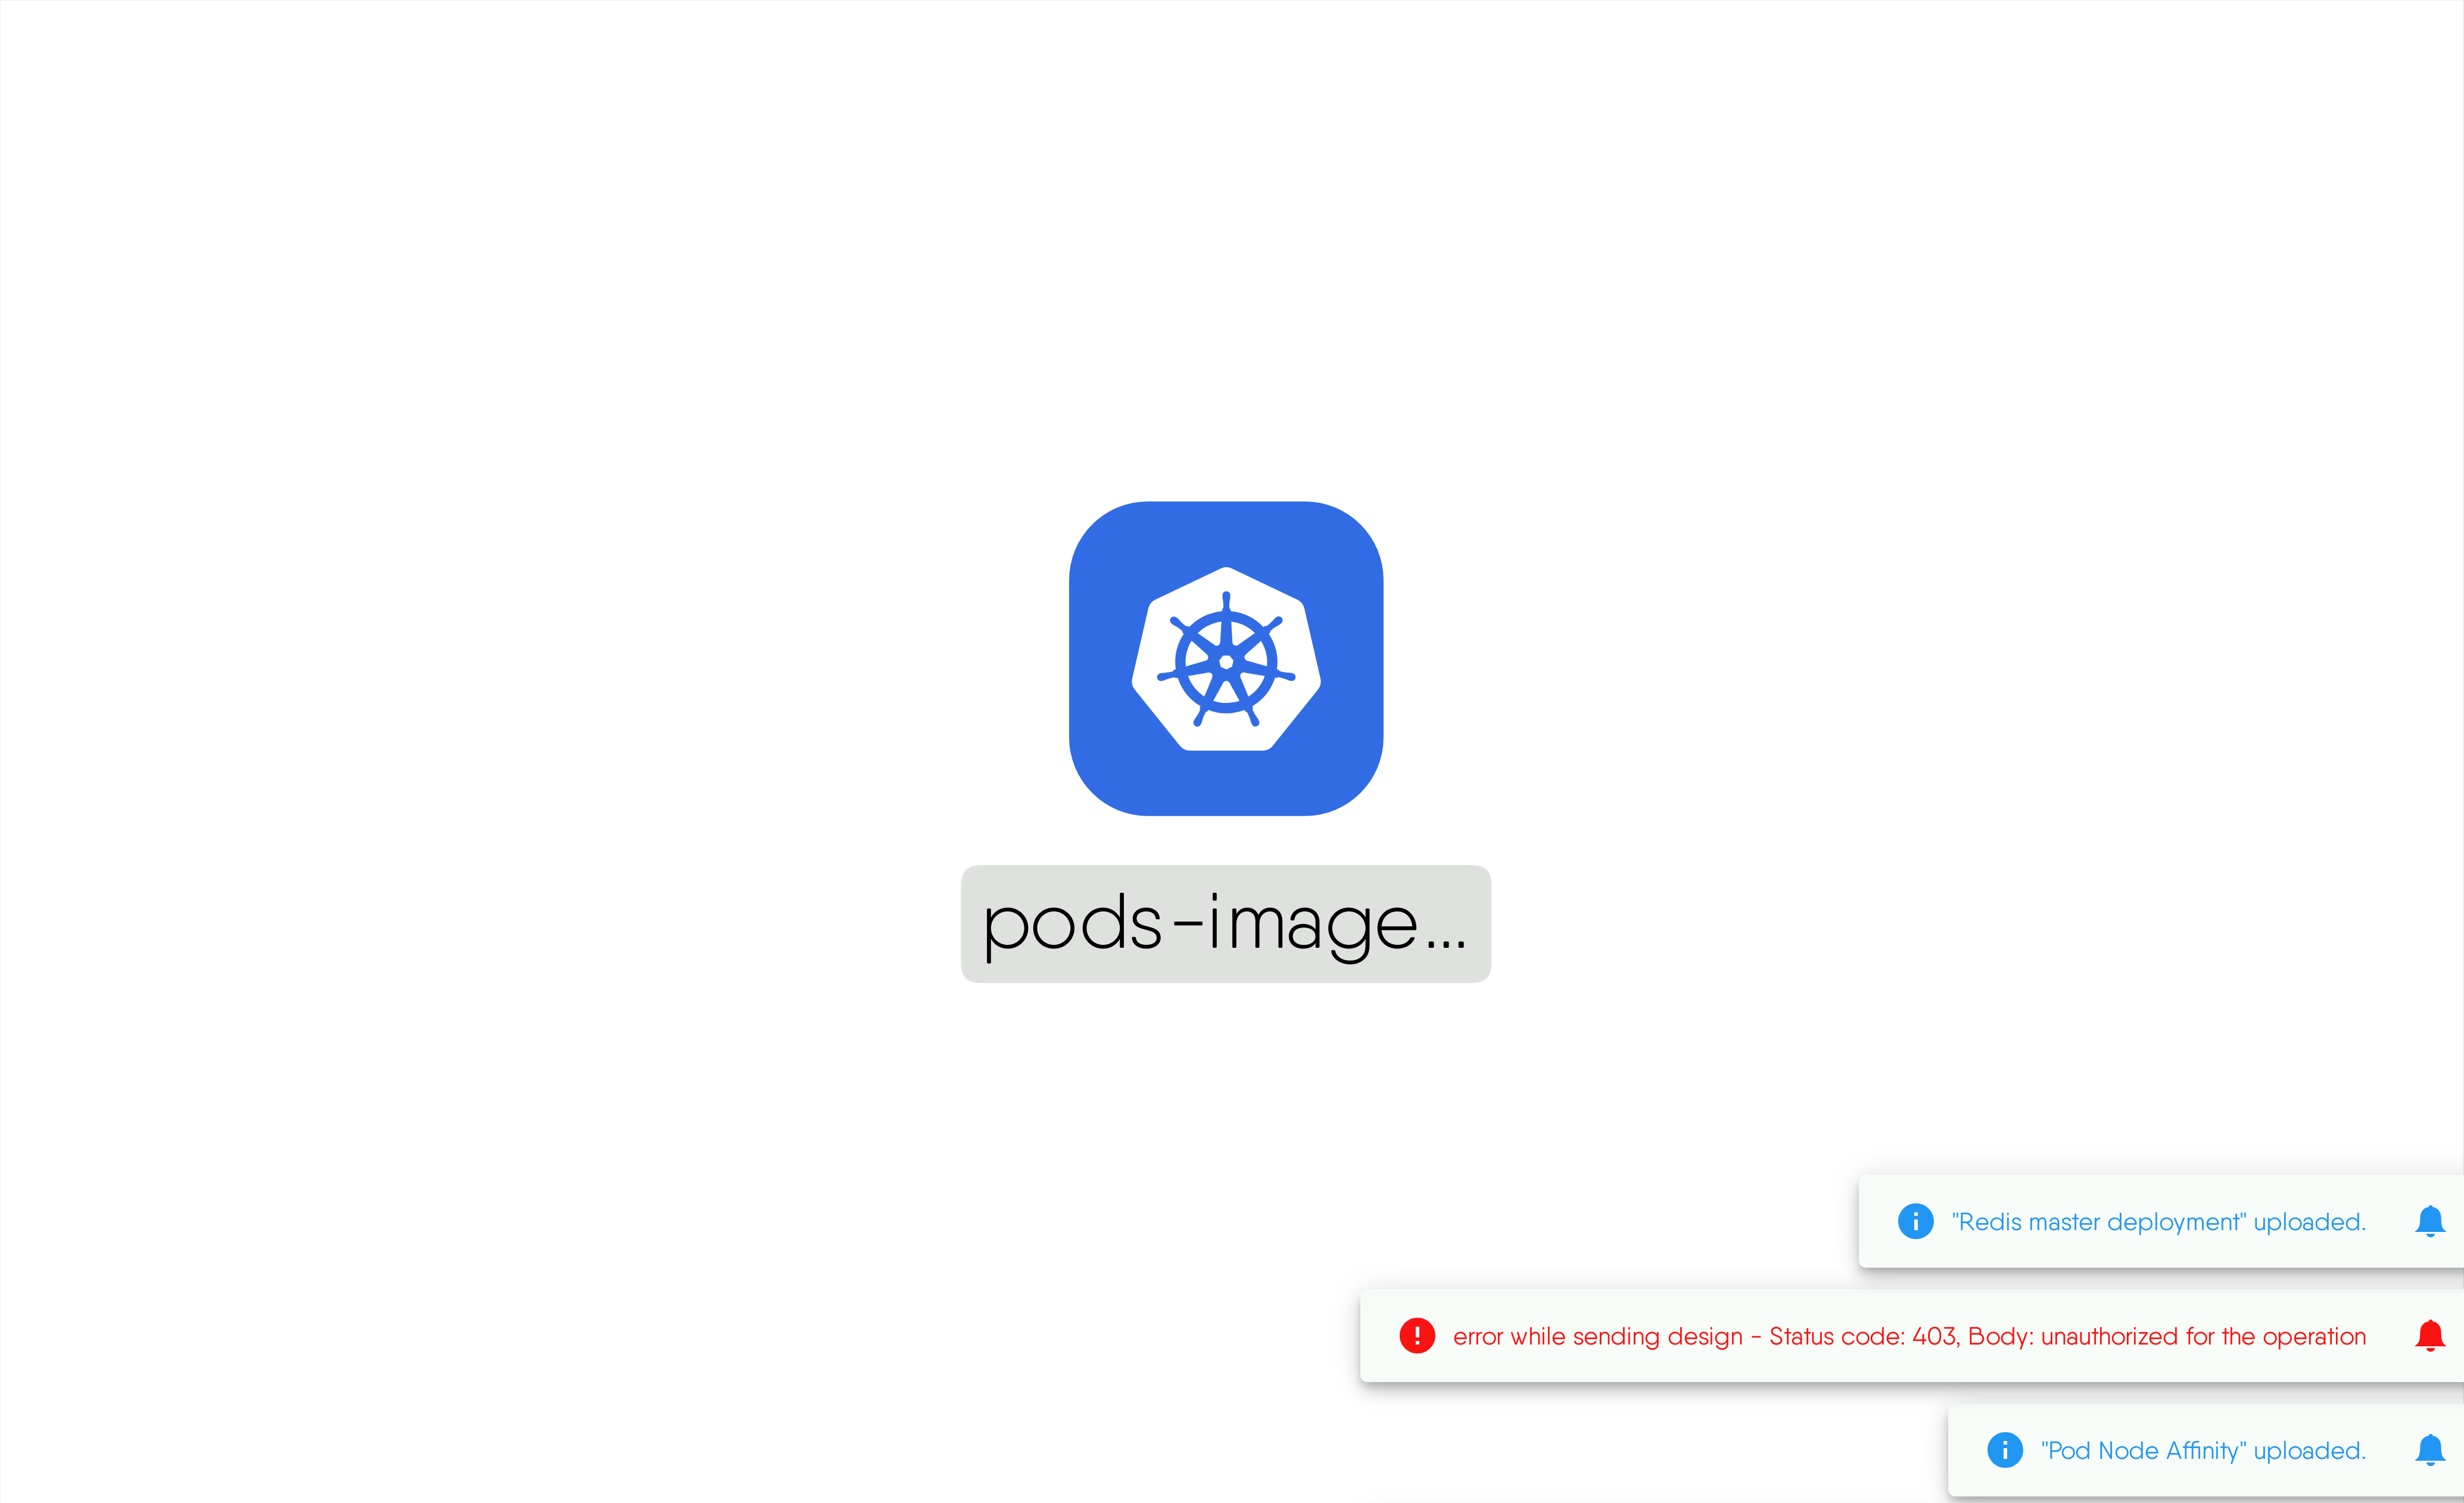 pods-image...
"Redis master deployment" uploaded.
error while sending design - Status code: 403, Body: unauthorized for the operation
"Pod Node Affinity" uploaded.